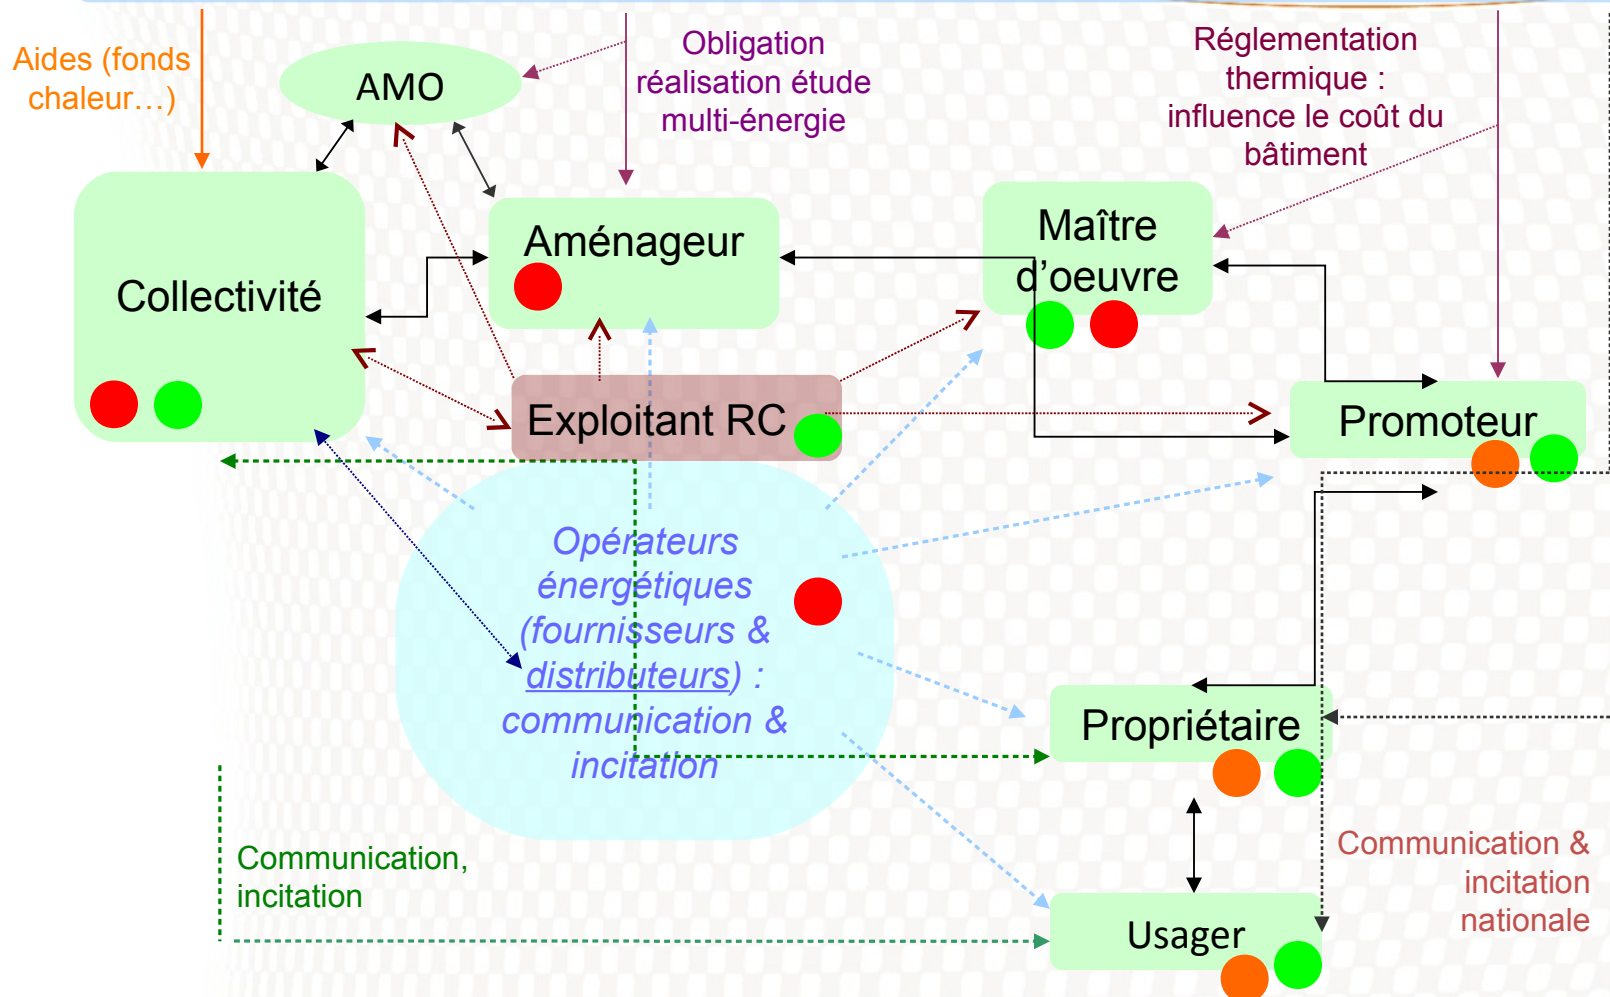 Aides (fonds
chaleur…)
AMO
Obligation
réalisation étude
multi-énergie
Réglementation
thermique :
influence le coût du
bâtiment
Collectivité
Aménageur
Maître
d’oeuvre
Exploitant RC
Promoteur
Opérateurs
énergétiques
(fournisseurs &
distributeurs) :
communication &
incitation
Propriétaire
Communication,
incitation
Communication &
incitation
nationale
Usager